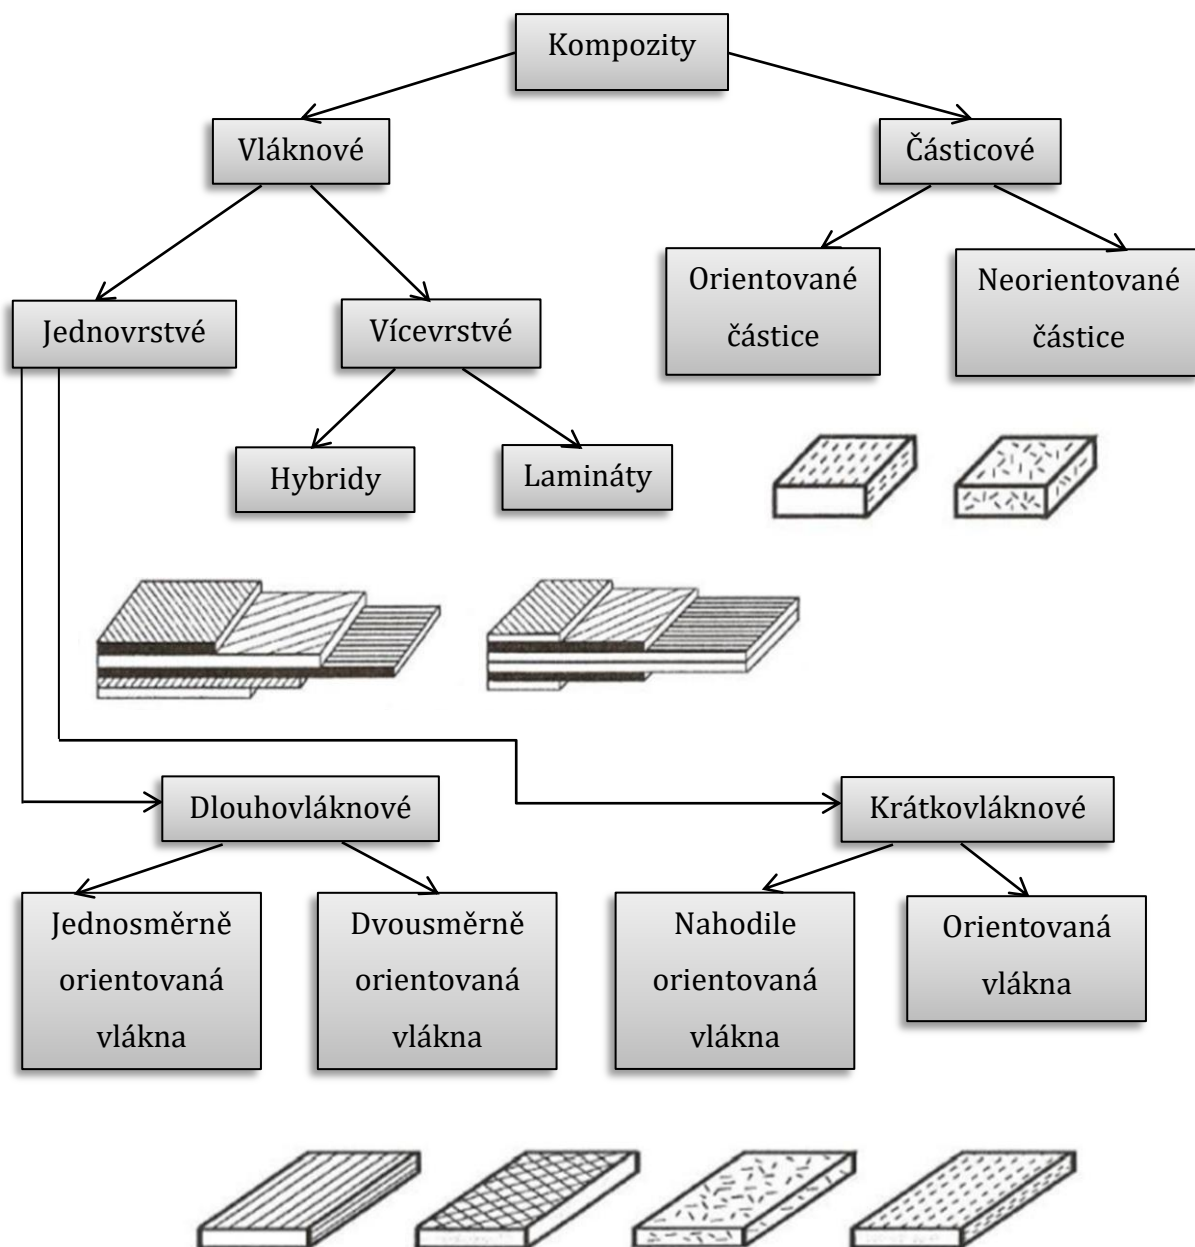 Kompozity
Vláknové
Částicové
Orientované
částice
Neorientované
částice
Jednovrstvé
Vícevrstvé
Hybridy
Lamináty
Dlouhovláknové
Krátkovláknové
Jednosměrně
orientovaná
vlákna
Dvousměrně
orientovaná
vlákna
Nahodile
orientovaná
vlákna
Orientovaná
vlákna